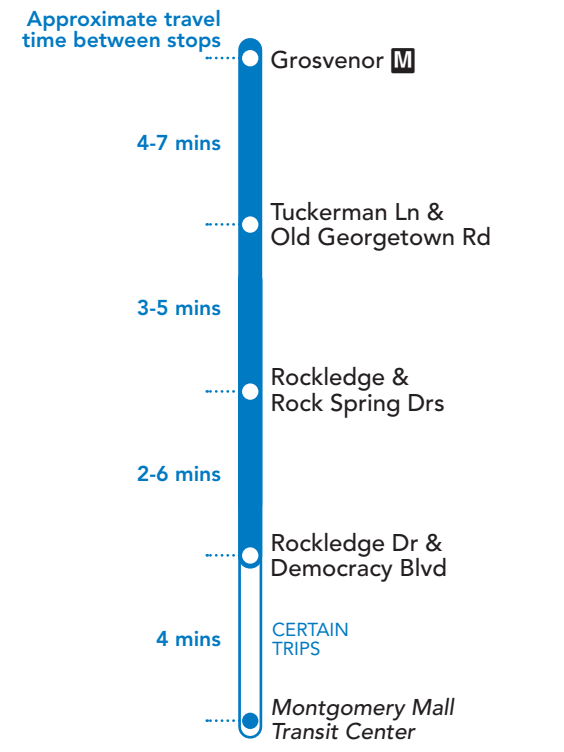 Approximate travel
time between stops
Grosvenor M
4-7 mins
Tuckerman Ln &
Old Georgetown Rd
3-5 mins
Rockledge &
Rock Spring Drs
2-6 mins
Rockledge Dr &
Democracy Blvd
4 mins
CERTAIN
TRIPS
Montgomery Mall
Transit Center